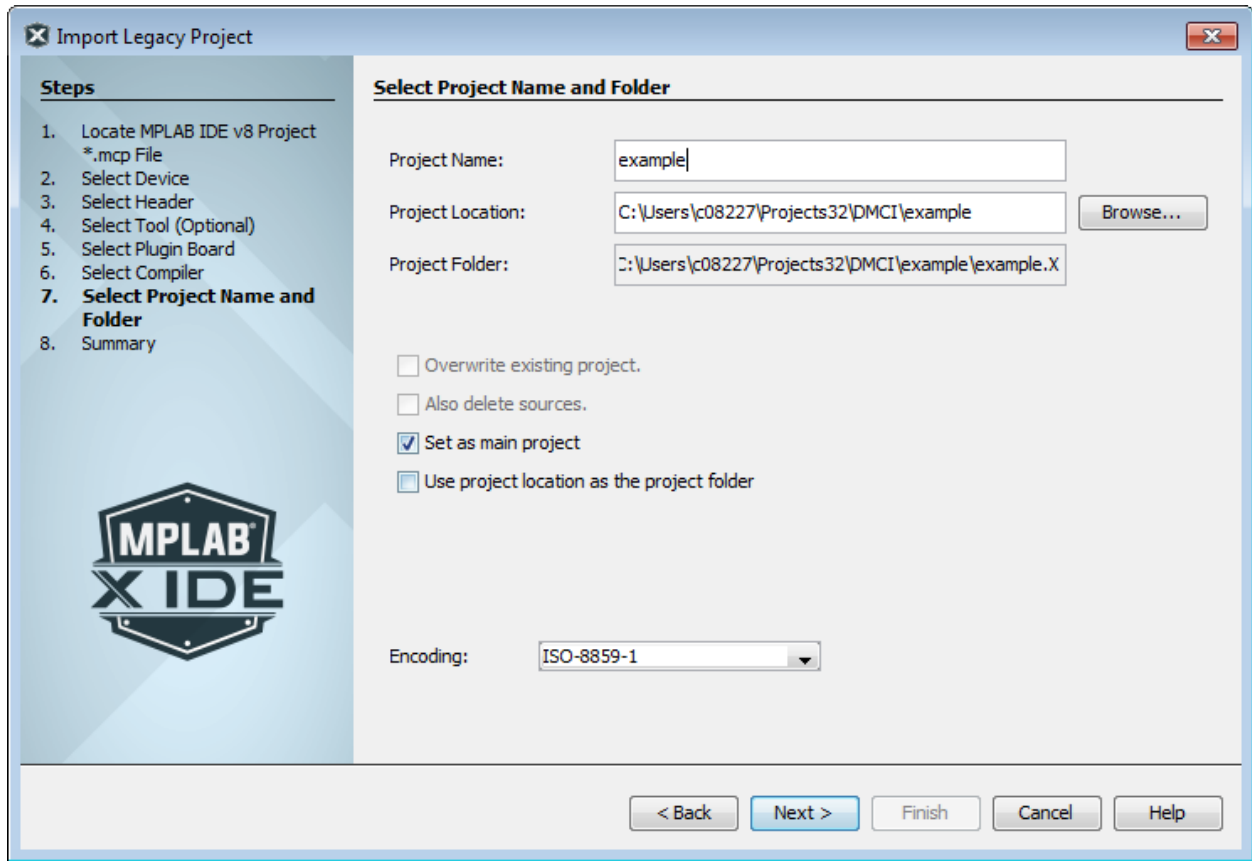 Import Legacy Project
Steps
1. Locate MPLAB IDE v8 Project
*.mcp File
2. Select Device
3. Select Header
4. Select Tool (Optional)
5. Select Plugin Board
6. Select Compiler
7. Select Project Name and
Folder
8. Summary
MPLAB®
X IDE
Select Project Name and Folder
Project Name: example
Project Location: C:\Users\c08227\Projects32\DMCI\example Browse...
Project Folder: :\Users\c08227\Projects32\DMCI\example\example.X
Overwrite existing project.
Also delete sources.
Set as main project
Use project location as the project folder
Encoding: ISO-8859-1
< Back Next > Finish Cancel Help